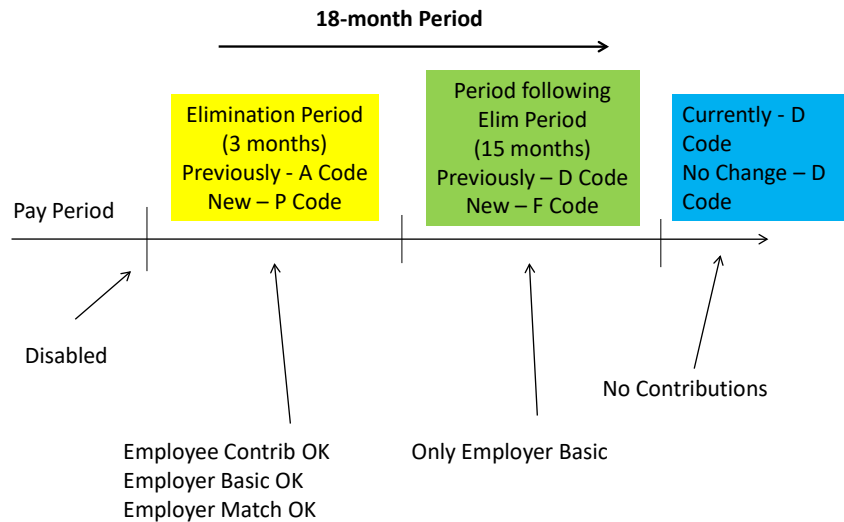 18-month Period
Elimination Period
(3 months)
Previously - A Code
New – P Code
Period following
Elim Period
(15 months)
Previously – D Code
New – F Code
Currently - D
Code
No Change – D
Code
Pay Period
Disabled
No Contributions
Employee Contrib OK
Employer Basic OK
Employer Match OK
Only Employer Basic